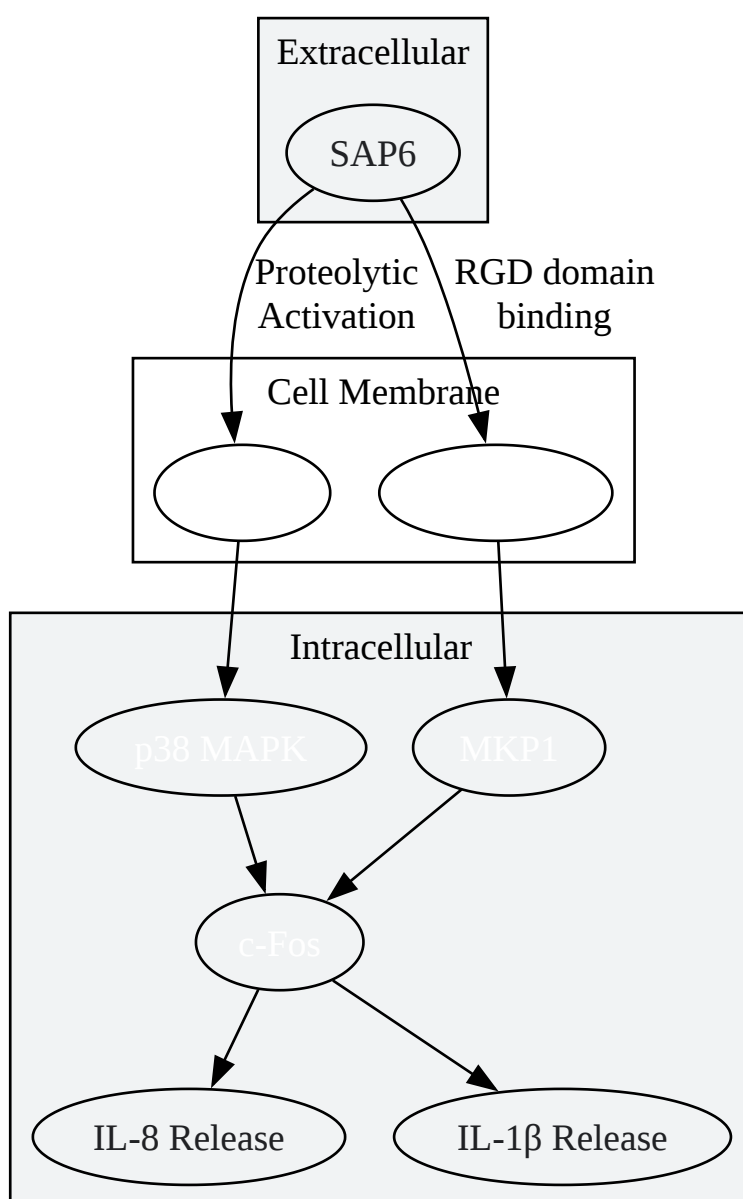 Extracellular
SAP6
Proteolytic
Activation
RGD domain
binding
Cell Membrane
Intracellular
p38 MAPK
MKP1
c-Fos
IL-8 Release
IL-1β Release